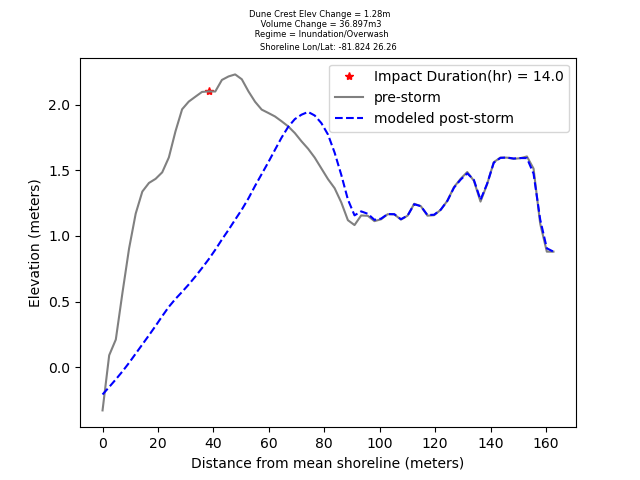 Dune Crest Elev Change = 1.28m
Volume Change = 36.897m3
Regime = Inundation/Overwash
Shoreline Lon/Lat: -81.824 26.26
Impact Duration(hr) = 14.0
pre-storm
modeled post-storm
Elevation (meters)
2.0
1.5
1.0
0.5
0.0
0 20 40 60 80 100 120 140 160
Distance from mean shoreline (meters)